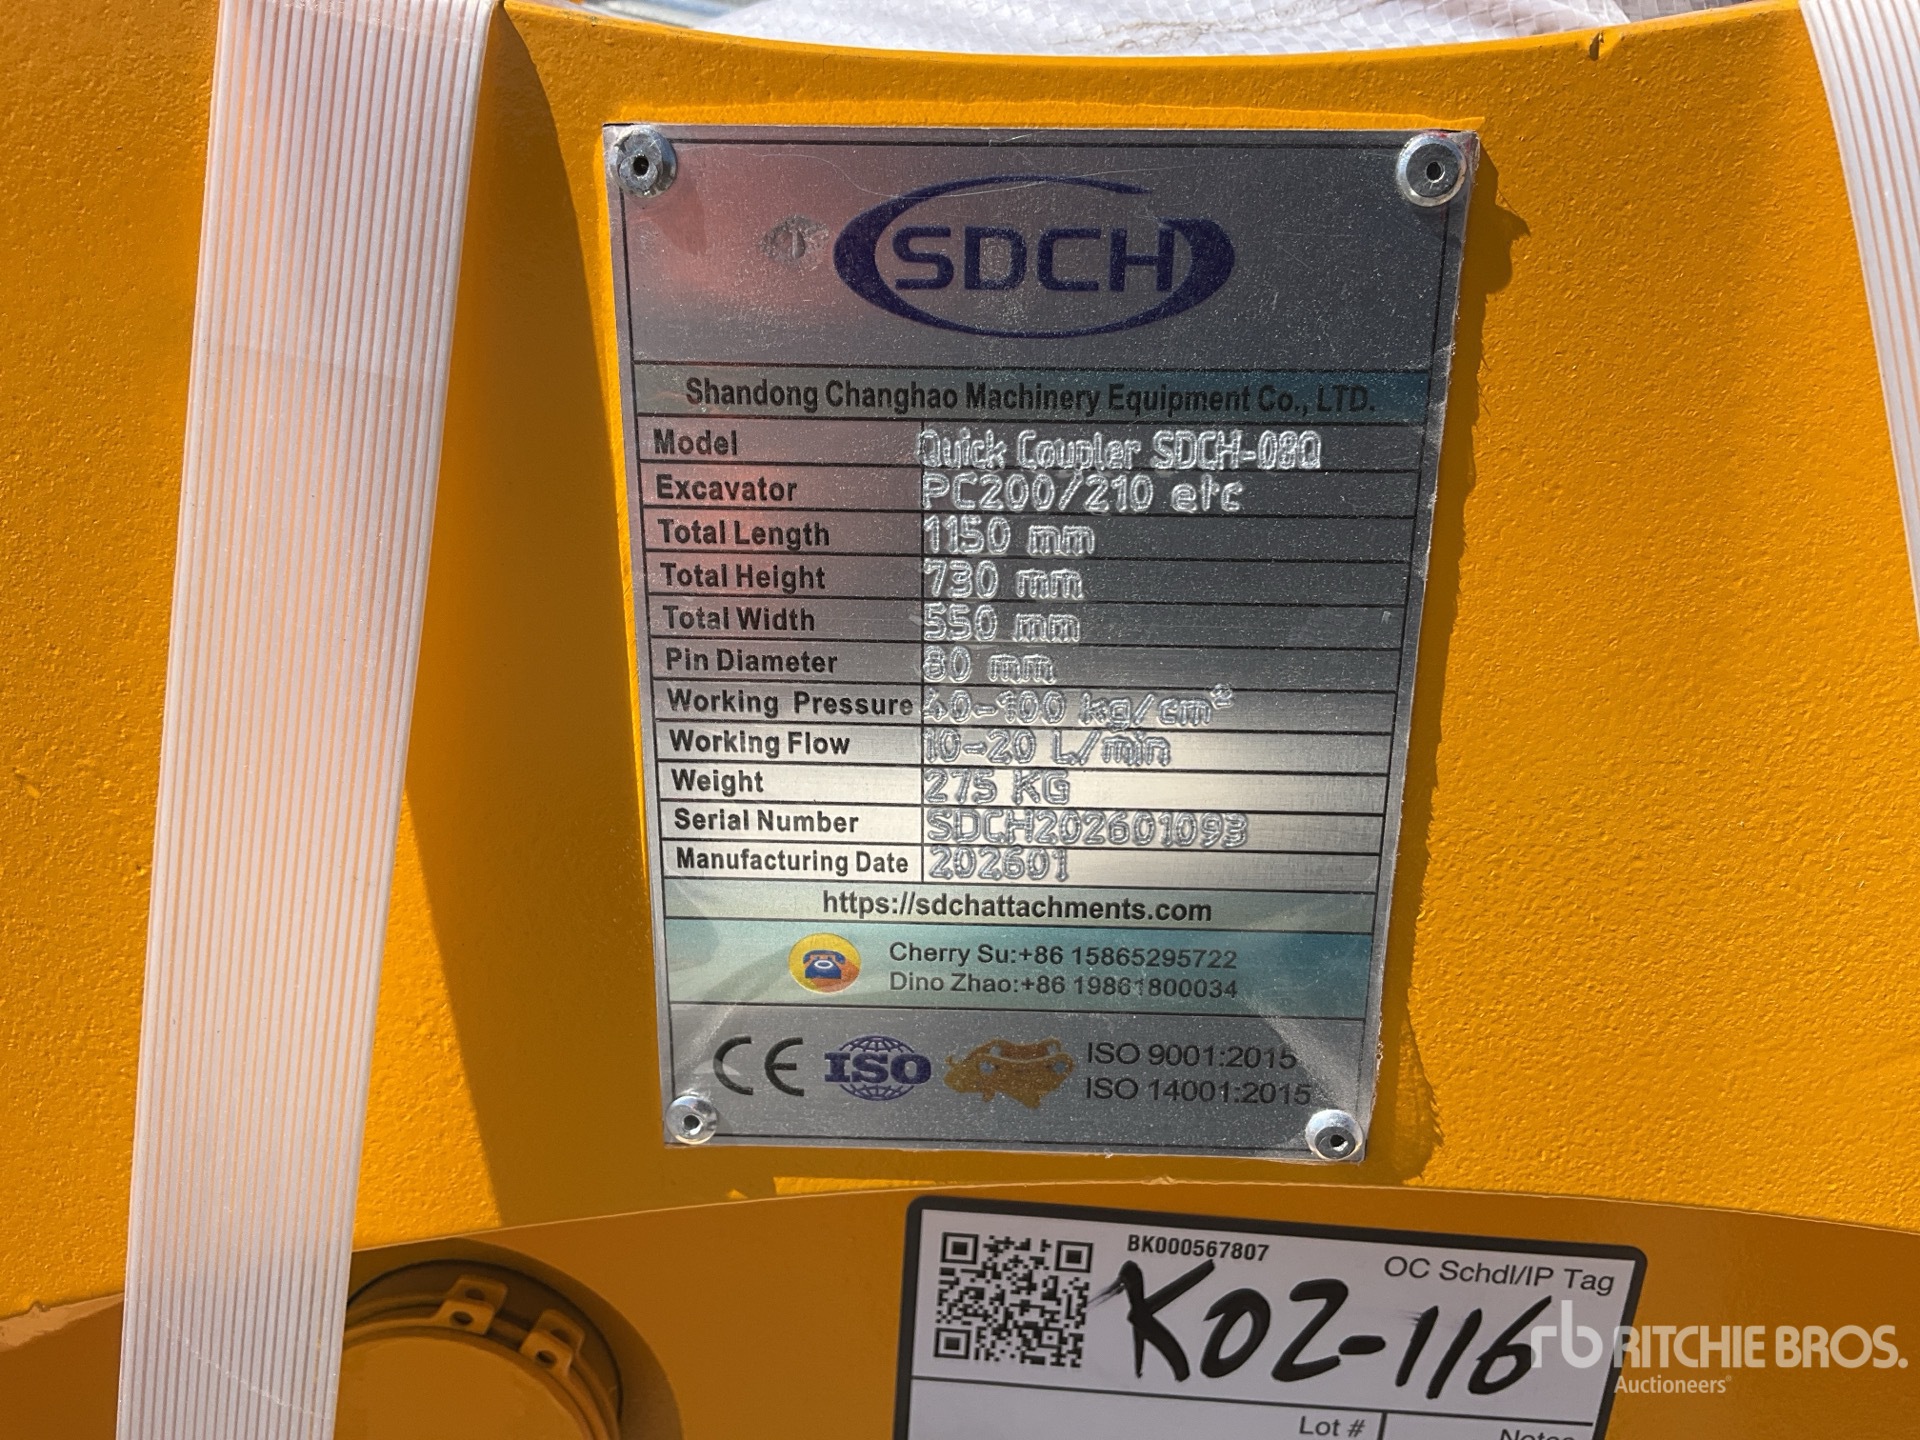 SDCH
Shandong Changhao Machinery Equipment Co., LTD.
Model Quick Coupler SDCH-08Q
Excavator PC200/210 etc
Total Length 1150 mm
Total Height 730 mm
Total Width 550 mm
Pin Diameter 80 mm
Working Pressure 40-100 kg/cm²
Working Flow 10-20 L/min
Weight 275 KG
Serial Number SDCH202601093
Manufacturing Date 202601
https://sdchattachments.com
Cherry Su:+86 15865295722
Dino Zhao:+86 19861800034
CE ISO ISO 9001:2015
ISO 14001:2015
BK000567807
OC Schdl/IP Tag
K02-116
Lot # Notes
rb RITCHIE BROS.
Auctioneers